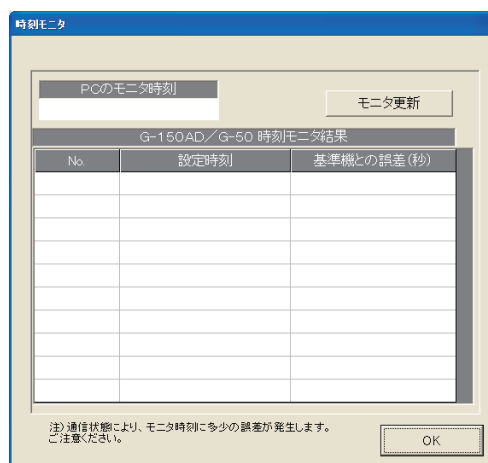 時刻モニタ
PCのモニタ時刻
モニタ更新
G-150AD／G-50 時刻モニタ結果
No. 設定時刻 基準機との誤差(秒)
注)通信状態により、モニタ時刻に多少の誤差が発生します。
ご注意ください。
OK